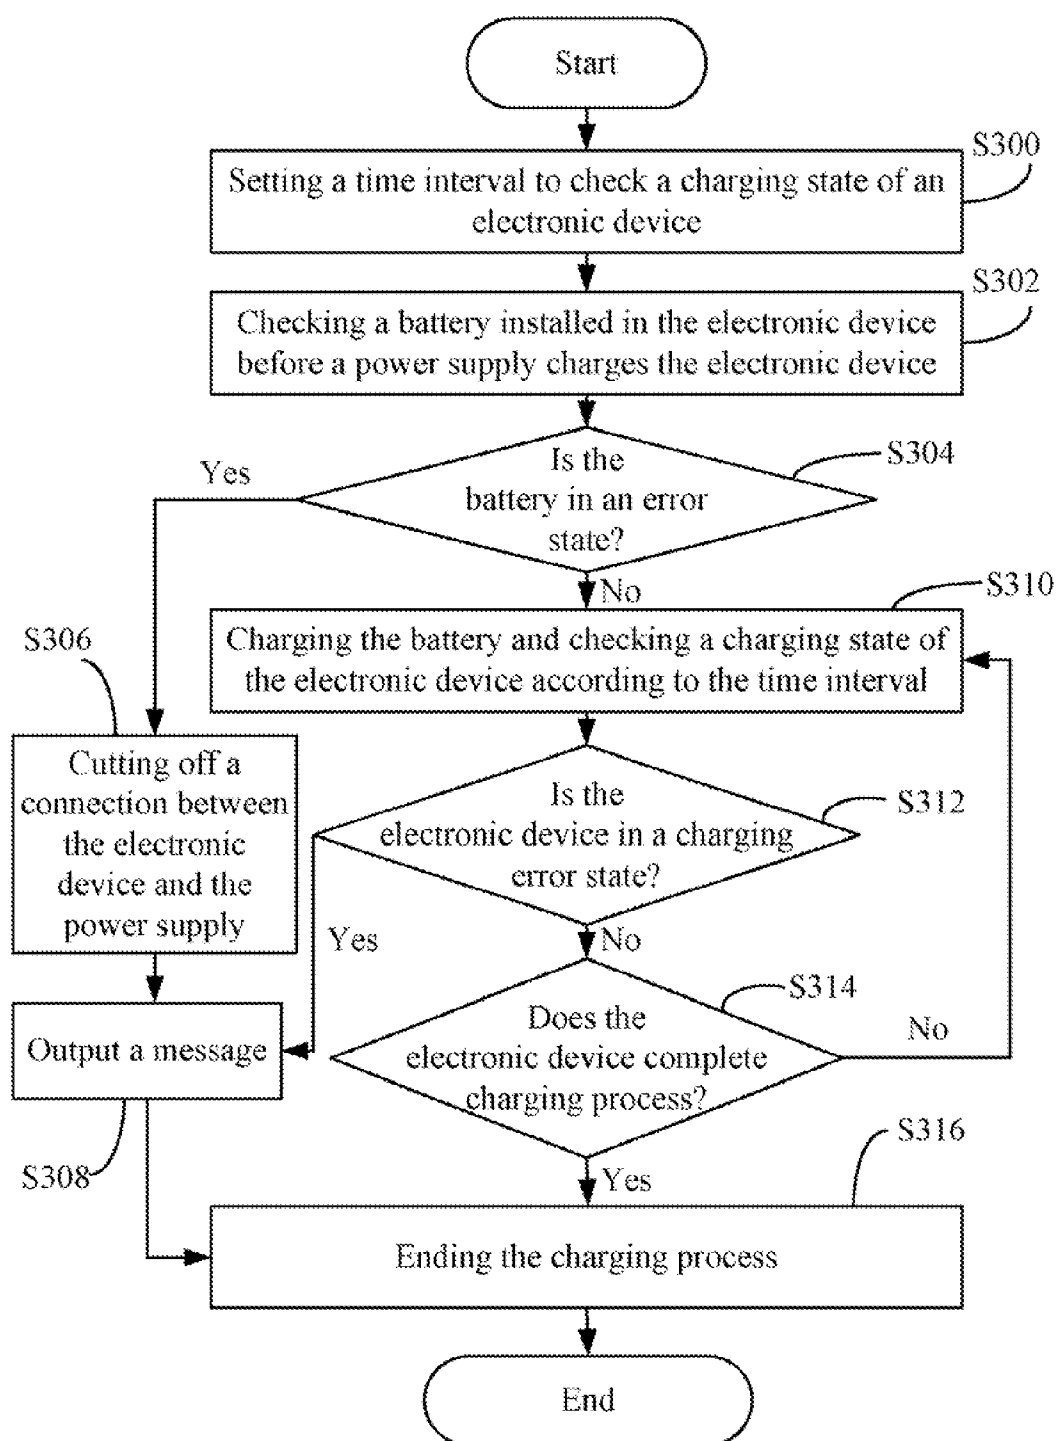 Start
S300
Setting a time interval to check a charging state of an
electronic device
S302
Checking a battery installed in the electronic device
before a power supply charges the electronic device
S304
Is the
battery in an error
state?
Yes
No
S310
Charging the battery and checking a charging state of
the electronic device according to the time interval
S306
Cutting off a
connection between
the electronic
device and the
power supply
S312
Is the
electronic device in a charging
error state?
Yes
No
S314
Does the
electronic device complete
charging process?
No
Output a message
S308
Yes
S316
Ending the charging process
End